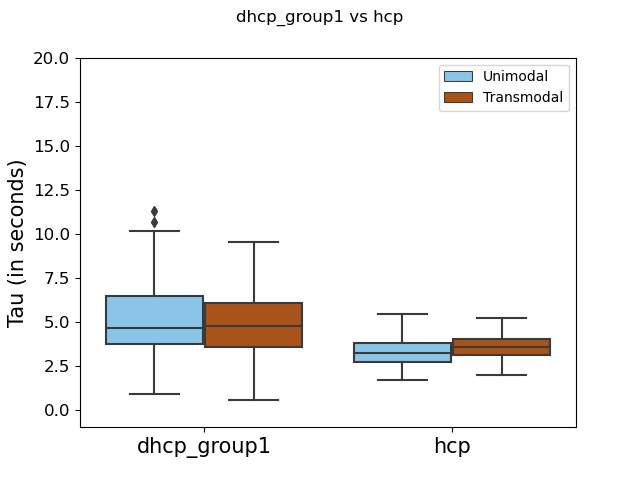 dhcp_group1 vs hcp
20.0
17.5
15.0
12.5
10.0
7.5
5.0
2.5
0.0
Tau (in seconds)
Unimodal
Transmodal
dhcp_group1
hcp